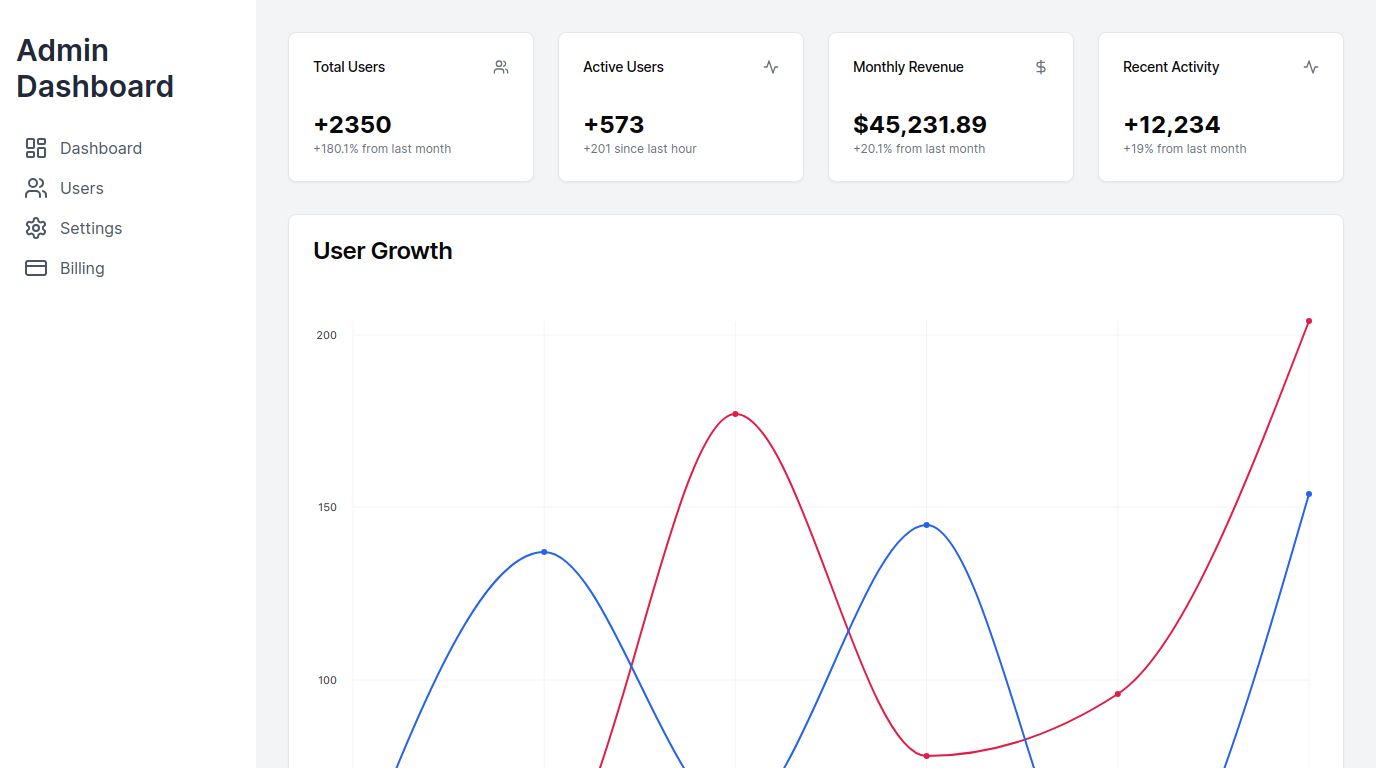 Admin
Dashboard
Dashboard
Users
Settings
Billing
Total Users
+2350
+180.1% from last month
Active Users
+573
+201 since last hour
Monthly Revenue
$45,231.89
+20.1% from last month
Recent Activity
+12,234
+19% from last month
User Growth
200
150
100